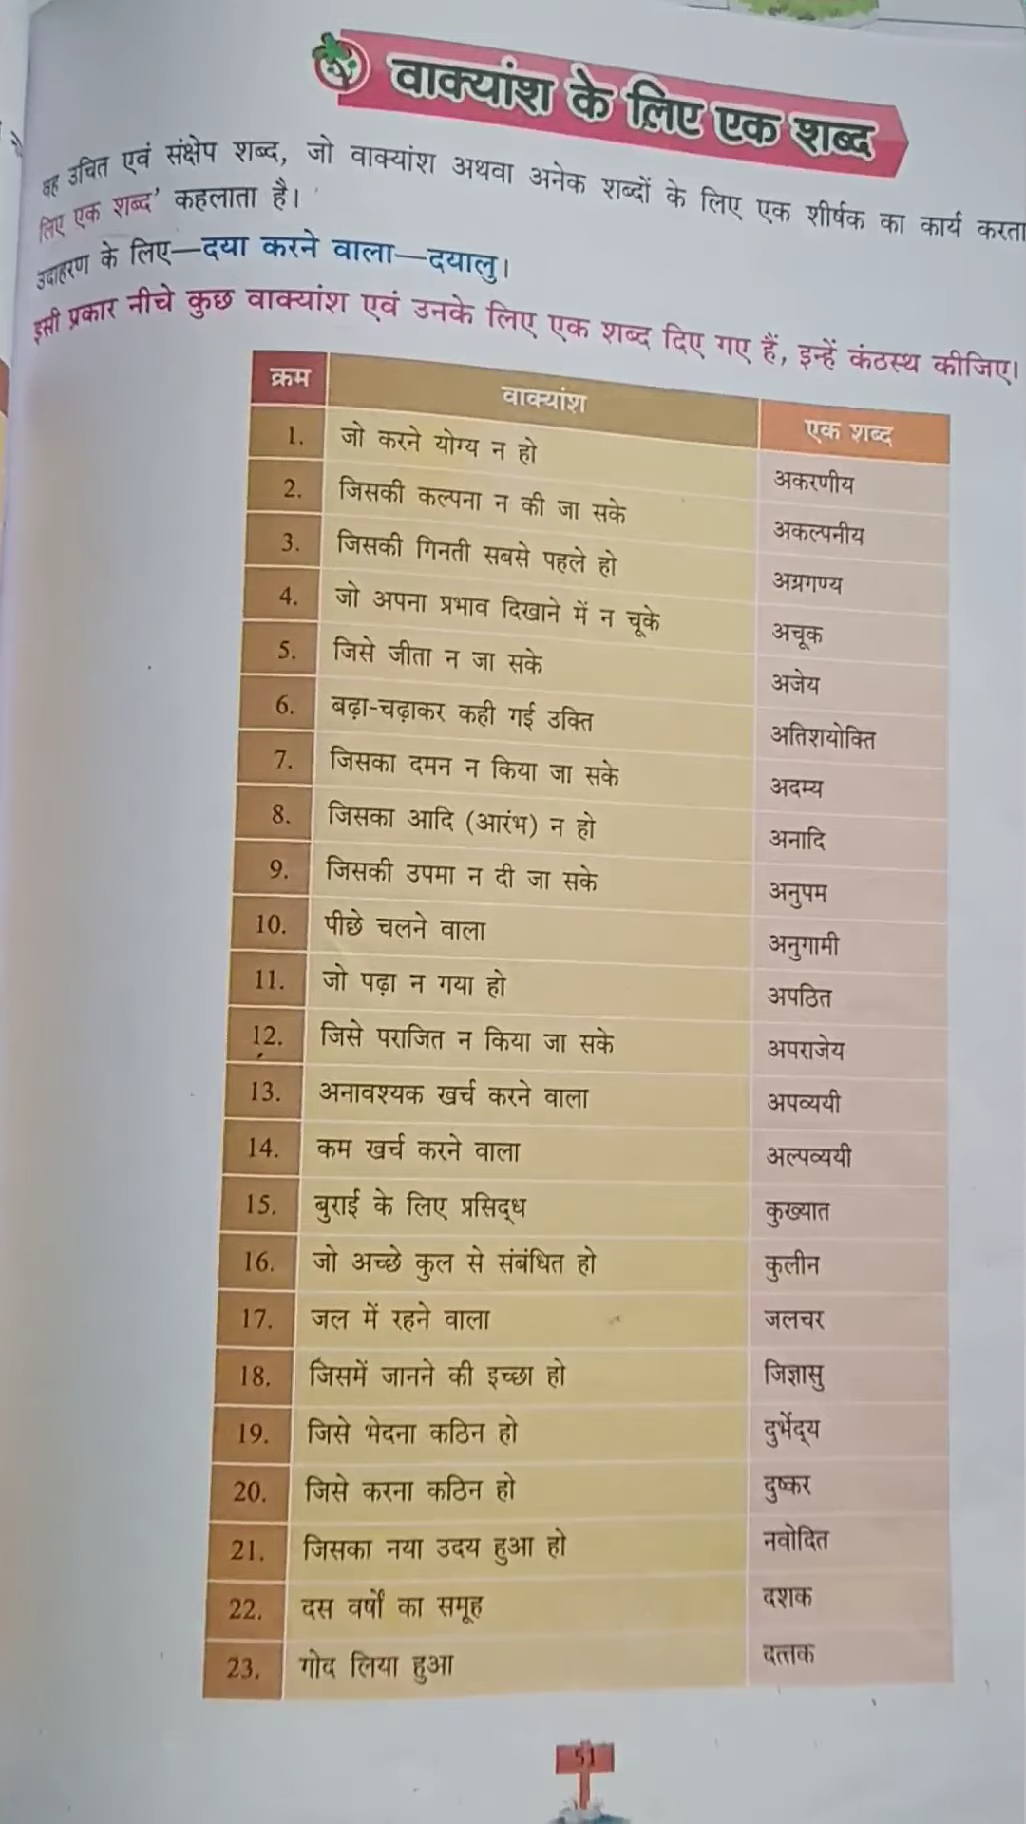 वाक्यांश के लिए एक शब्द
वह उचित एवं संक्षेप शब्द, जो वाक्यांश अथवा अनेक शब्दों के लिए एक शीर्षक का कार्य करता
लिए एक शब्द' कहलाता है।
उदाहरण के लिए—दया करने वाला—दयालु।
इसी प्रकार नीचे कुछ वाक्यांश एवं उनके लिए एक शब्द दिए गए हैं, इन्हें कंठस्थ कीजिए।
क्रम वाक्यांश एक शब्द
1. जो करने योग्य न हो अकरणीय
2. जिसकी कल्पना न की जा सके अकल्पनीय
3. जिसकी गिनती सबसे पहले हो अग्रगण्य
4. जो अपना प्रभाव दिखाने में न चूके अचूक
5. जिसे जीता न जा सके अजेय
6. बढ़ा-चढ़ाकर कही गई उक्ति अतिशयोक्ति
7. जिसका दमन न किया जा सके अदम्य
8. जिसका आदि (आरंभ) न हो अनादि
9. जिसकी उपमा न दी जा सके अनुपम
10. पीछे चलने वाला अनुगामी
11. जो पढ़ा न गया हो अपठित
12. जिसे पराजित न किया जा सके अपराजेय
13. अनावश्यक खर्च करने वाला अपव्ययी
14. कम खर्च करने वाला अल्पव्ययी
15. बुराई के लिए प्रसिद्ध कुख्यात
16. जो अच्छे कुल से संबंधित हो कुलीन
17. जल में रहने वाला जलचर
18. जिसमें जानने की इच्छा हो जिज्ञासु
19. जिसे भेदना कठिन हो दुर्भेद्य
20. जिसे करना कठिन हो दुष्कर
21. जिसका नया उदय हुआ हो नवोदित
22. दस वर्षों का समूह दशक
23. गोद लिया हुआ दत्तक
51